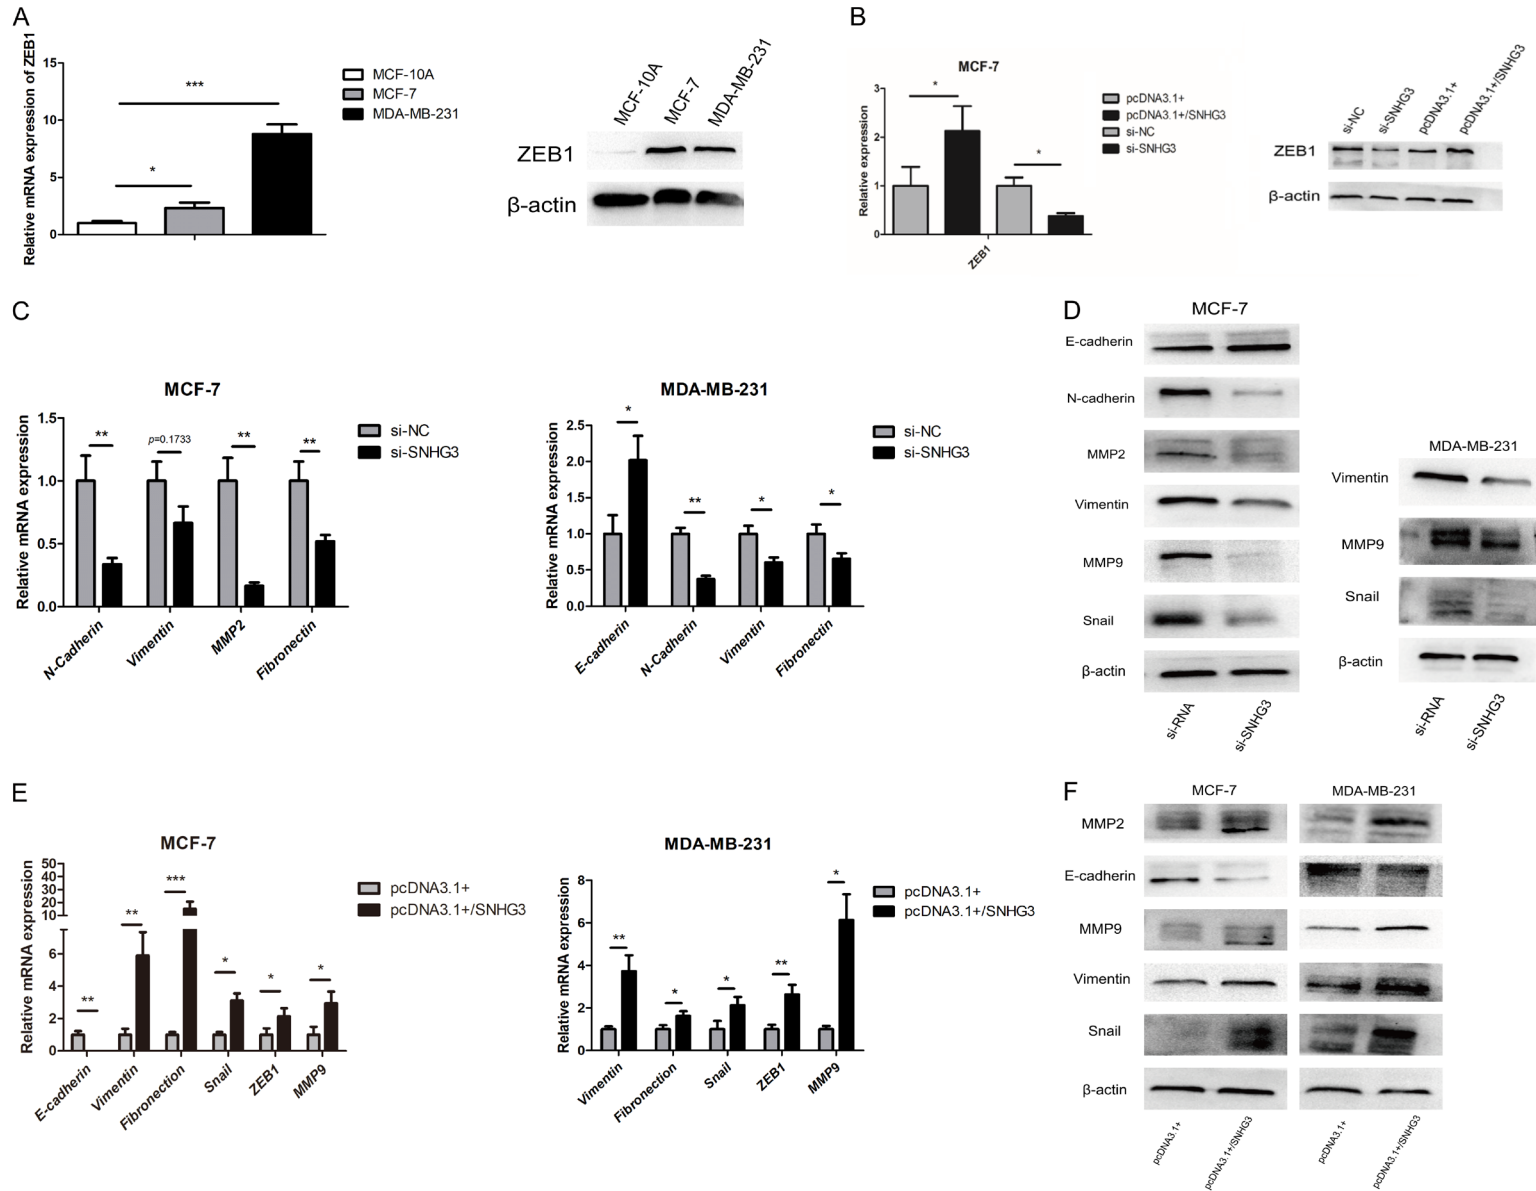 A
Relative mRNA expression of ZEB1
15
10
5
0
***
*
MCF-10A
MCF-7
MDA-MB-231
MCF-10A
MCF-7
MDA-MB-231
ZEB1
β-actin
B
MCF-7
Relative expression
3
2
1
0
*
*
ZEB1
pcDNA3.1+
pcDNA3.1+/SNHG3
si-NC
si-SNHG3
si-NC
si-SNHG3
pcDNA3.1+
pcDNA3.1+/SNHG3
ZEB1
β-actin
C
MCF-7
Relative mRNA expression
1.5
1.0
0.5
0.0
**
p=0.1733
**
**
N-Cadherin
Vimentin
MMP2
Fibronectin
si-NC
si-SNHG3
MDA-MB-231
Relative mRNA expression
2.5
2.0
1.5
1.0
0.5
0.0
*
**
*
*
E-cadherin
N-Cadherin
Vimentin
Fibronectin
si-NC
si-SNHG3
D
MCF-7
E-cadherin
N-cadherin
MMP2
Vimentin
MMP9
Snail
β-actin
si-RNA
si-SNHG3
MDA-MB-231
Vimentin
MMP9
Snail
β-actin
si-RNA
si-SNHG3
E
MCF-7
Relative mRNA expression
50
40
30
20
10
6
4
2
0
**
**
***
*
*
*
E-cadherin
Vimentin
Fibronection
Snail
ZEB1
MMP9
pcDNA3.1+
pcDNA3.1+/SNHG3
MDA-MB-231
Relative mRNA expression
8
6
4
2
0
**
*
*
**
*
Vimentin
Fibronection
Snail
ZEB1
MMP9
pcDNA3.1+
pcDNA3.1+/SNHG3
F
MCF-7
MDA-MB-231
MMP2
E-cadherin
MMP9
Vimentin
Snail
β-actin
pcDNA3.1+
pcDNA3.1+/SNHG3
pcDNA3.1+
pcDNA3.1+/SNHG3